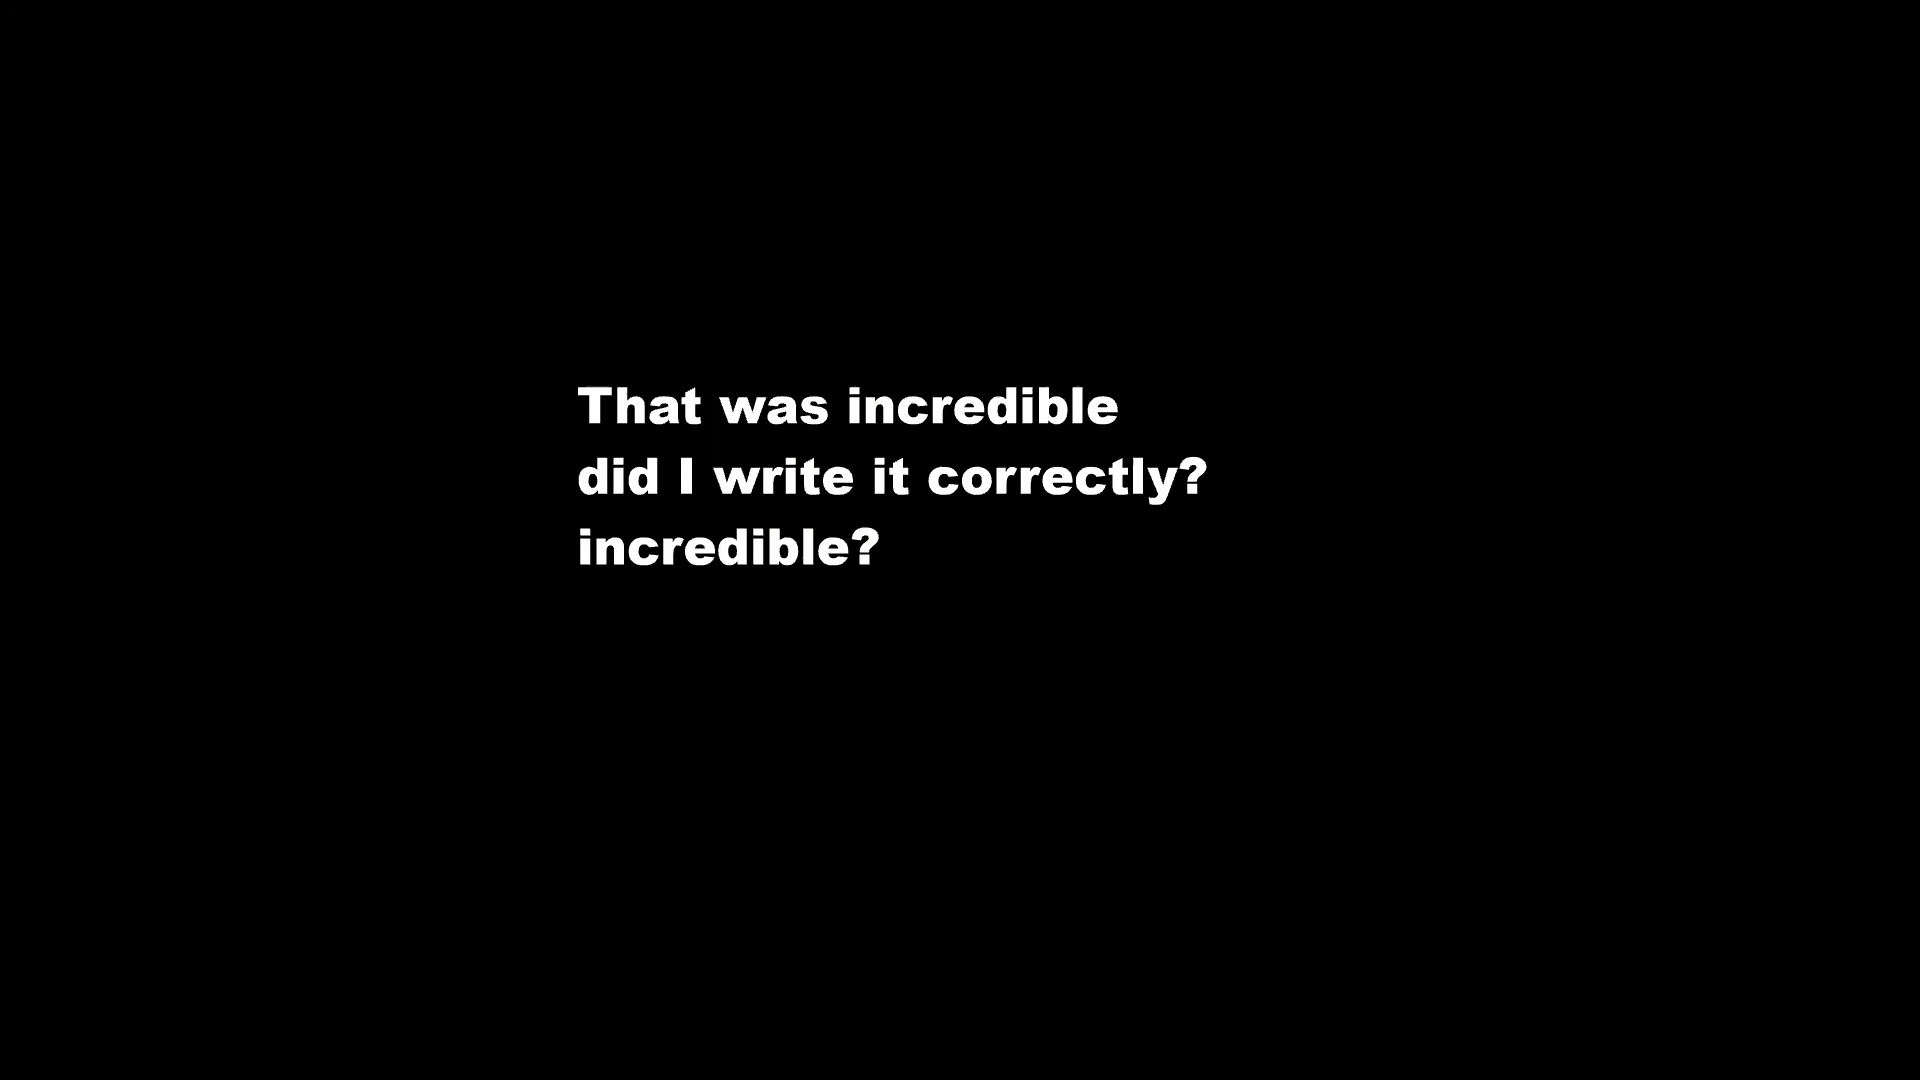 That was incredible
did I write it correctly?
incredible?